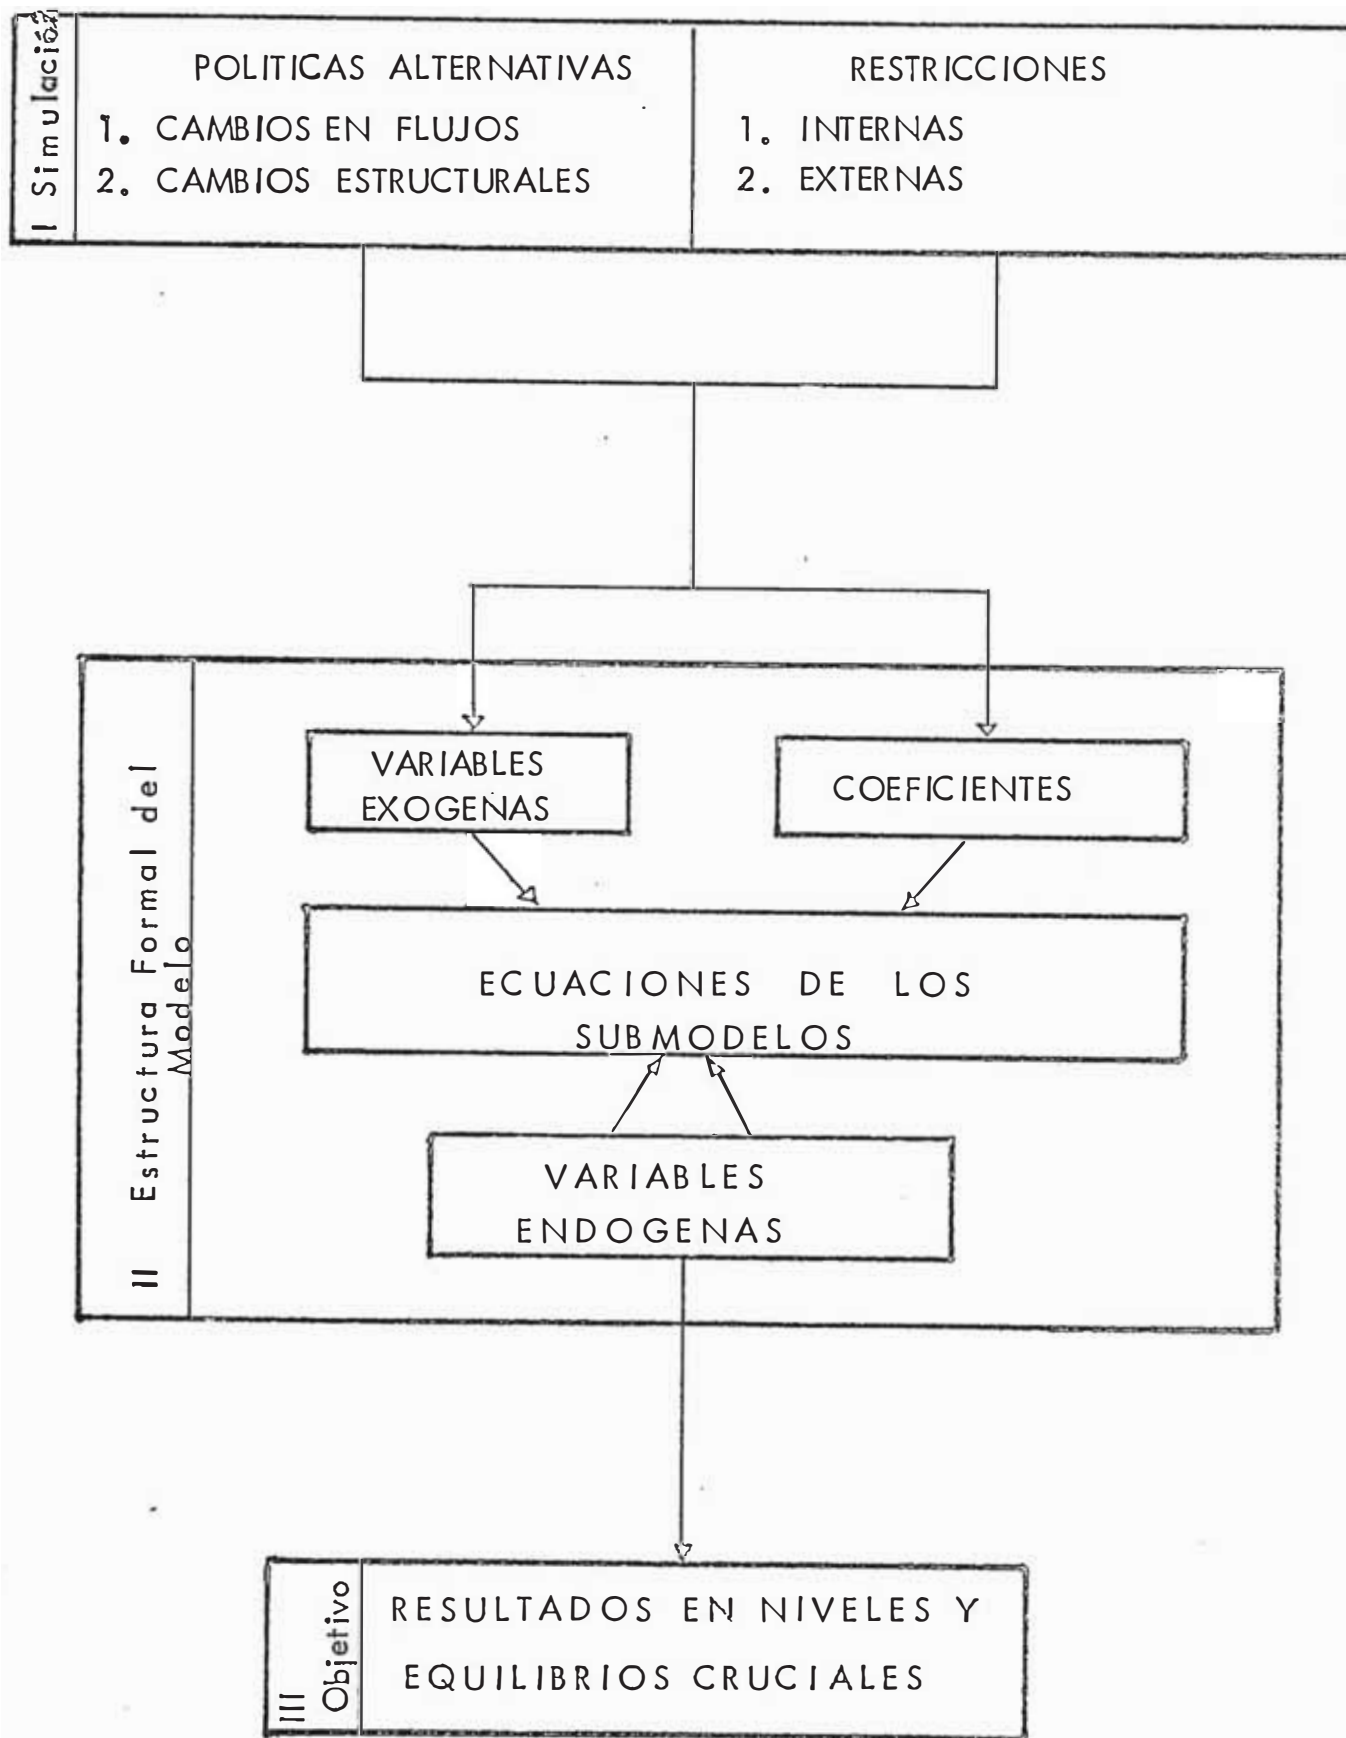 I Simulación
POLITICAS ALTERNATIVAS
1. CAMBIOS EN FLUJOS
2. CAMBIOS ESTRUCTURALES
RESTRICCIONES
1. INTERNAS
2. EXTERNAS
II Estructura Formal del
Modelo
VARIABLES
EXOGENAS
COEFICIENTES
ECUACIONES DE LOS
SUBMODELOS
VARIABLES
ENDOGENAS
III
Objetivo
RESULTADOS EN NIVELES Y
EQUILIBRIOS CRUCIALES